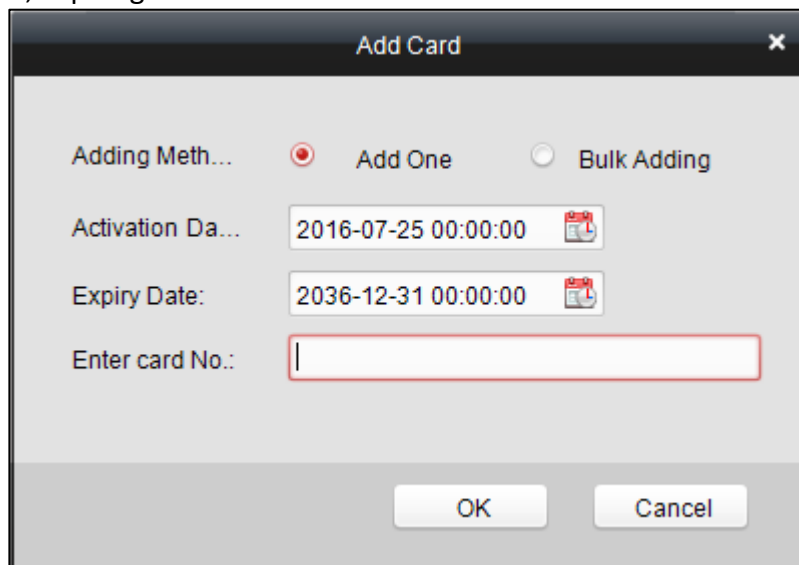 Add Card
Adding Meth... Add One Bulk Adding
Activation Da... 2016-07-25 00:00:00
Expiry Date: 2036-12-31 00:00:00
Enter card No.:
OK Cancel